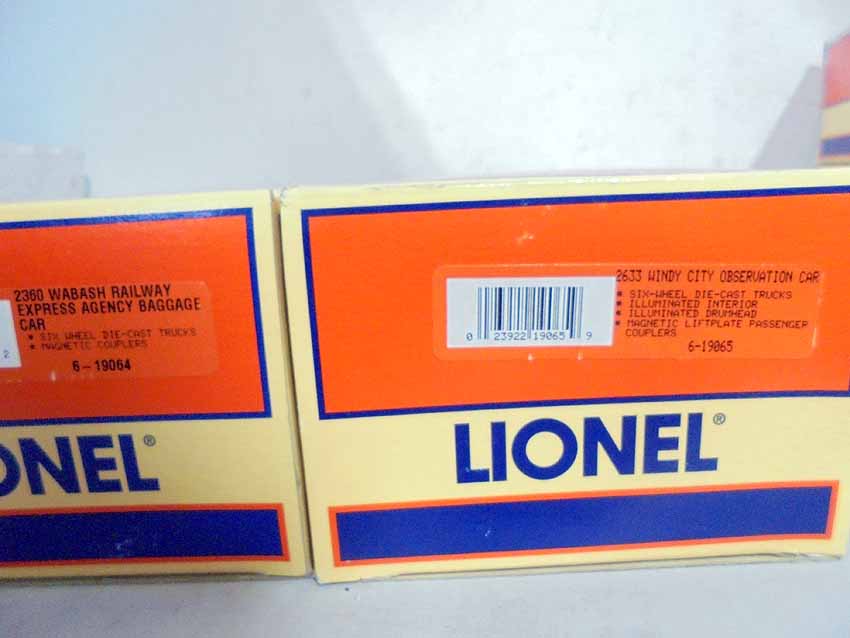 2360 WABASH RAILWAY
EXPRESS AGENCY BAGGAGE
CAR
• SIX WHEEL DIE-CAST TRUCKS
• MAGNETIC COUPLERS
6-19064
2
ONEL®
2633 WINDY CITY OBSERVATION CAR
• SIX-WHEEL DIE-CAST TRUCKS
• ILLUMINATED INTERIOR
• ILLUMINATED DRUMHEAD
• MAGNETIC LIFTPLATE PASSENGER
COUPLERS
6-19065
0 23922 19065 9
LIONEL®